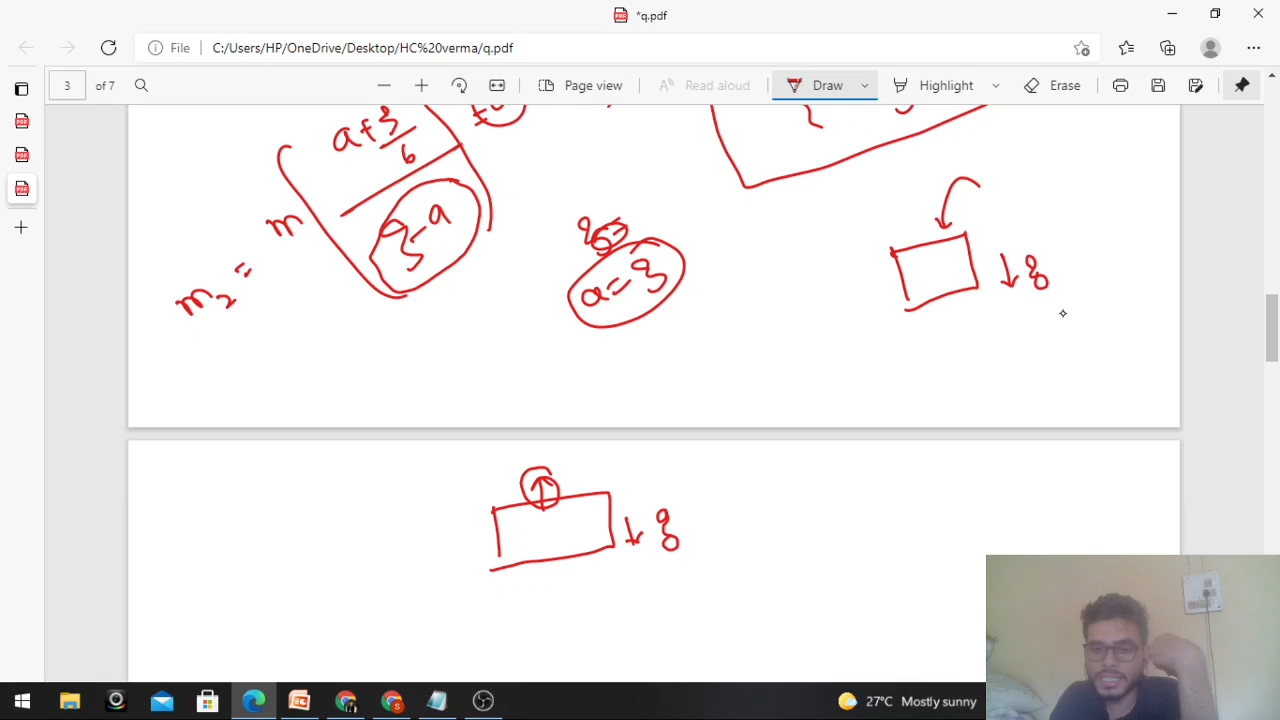 *q.pdf
File C:/Users/HP/OneDrive/Desktop/HC%20verma/q.pdf
3 of 7 Page view Read aloud Draw Highlight Erase
a + g
6
m2 = m
g - a
a = g
↓ g
↑
↓ g
27°C Mostly sunny